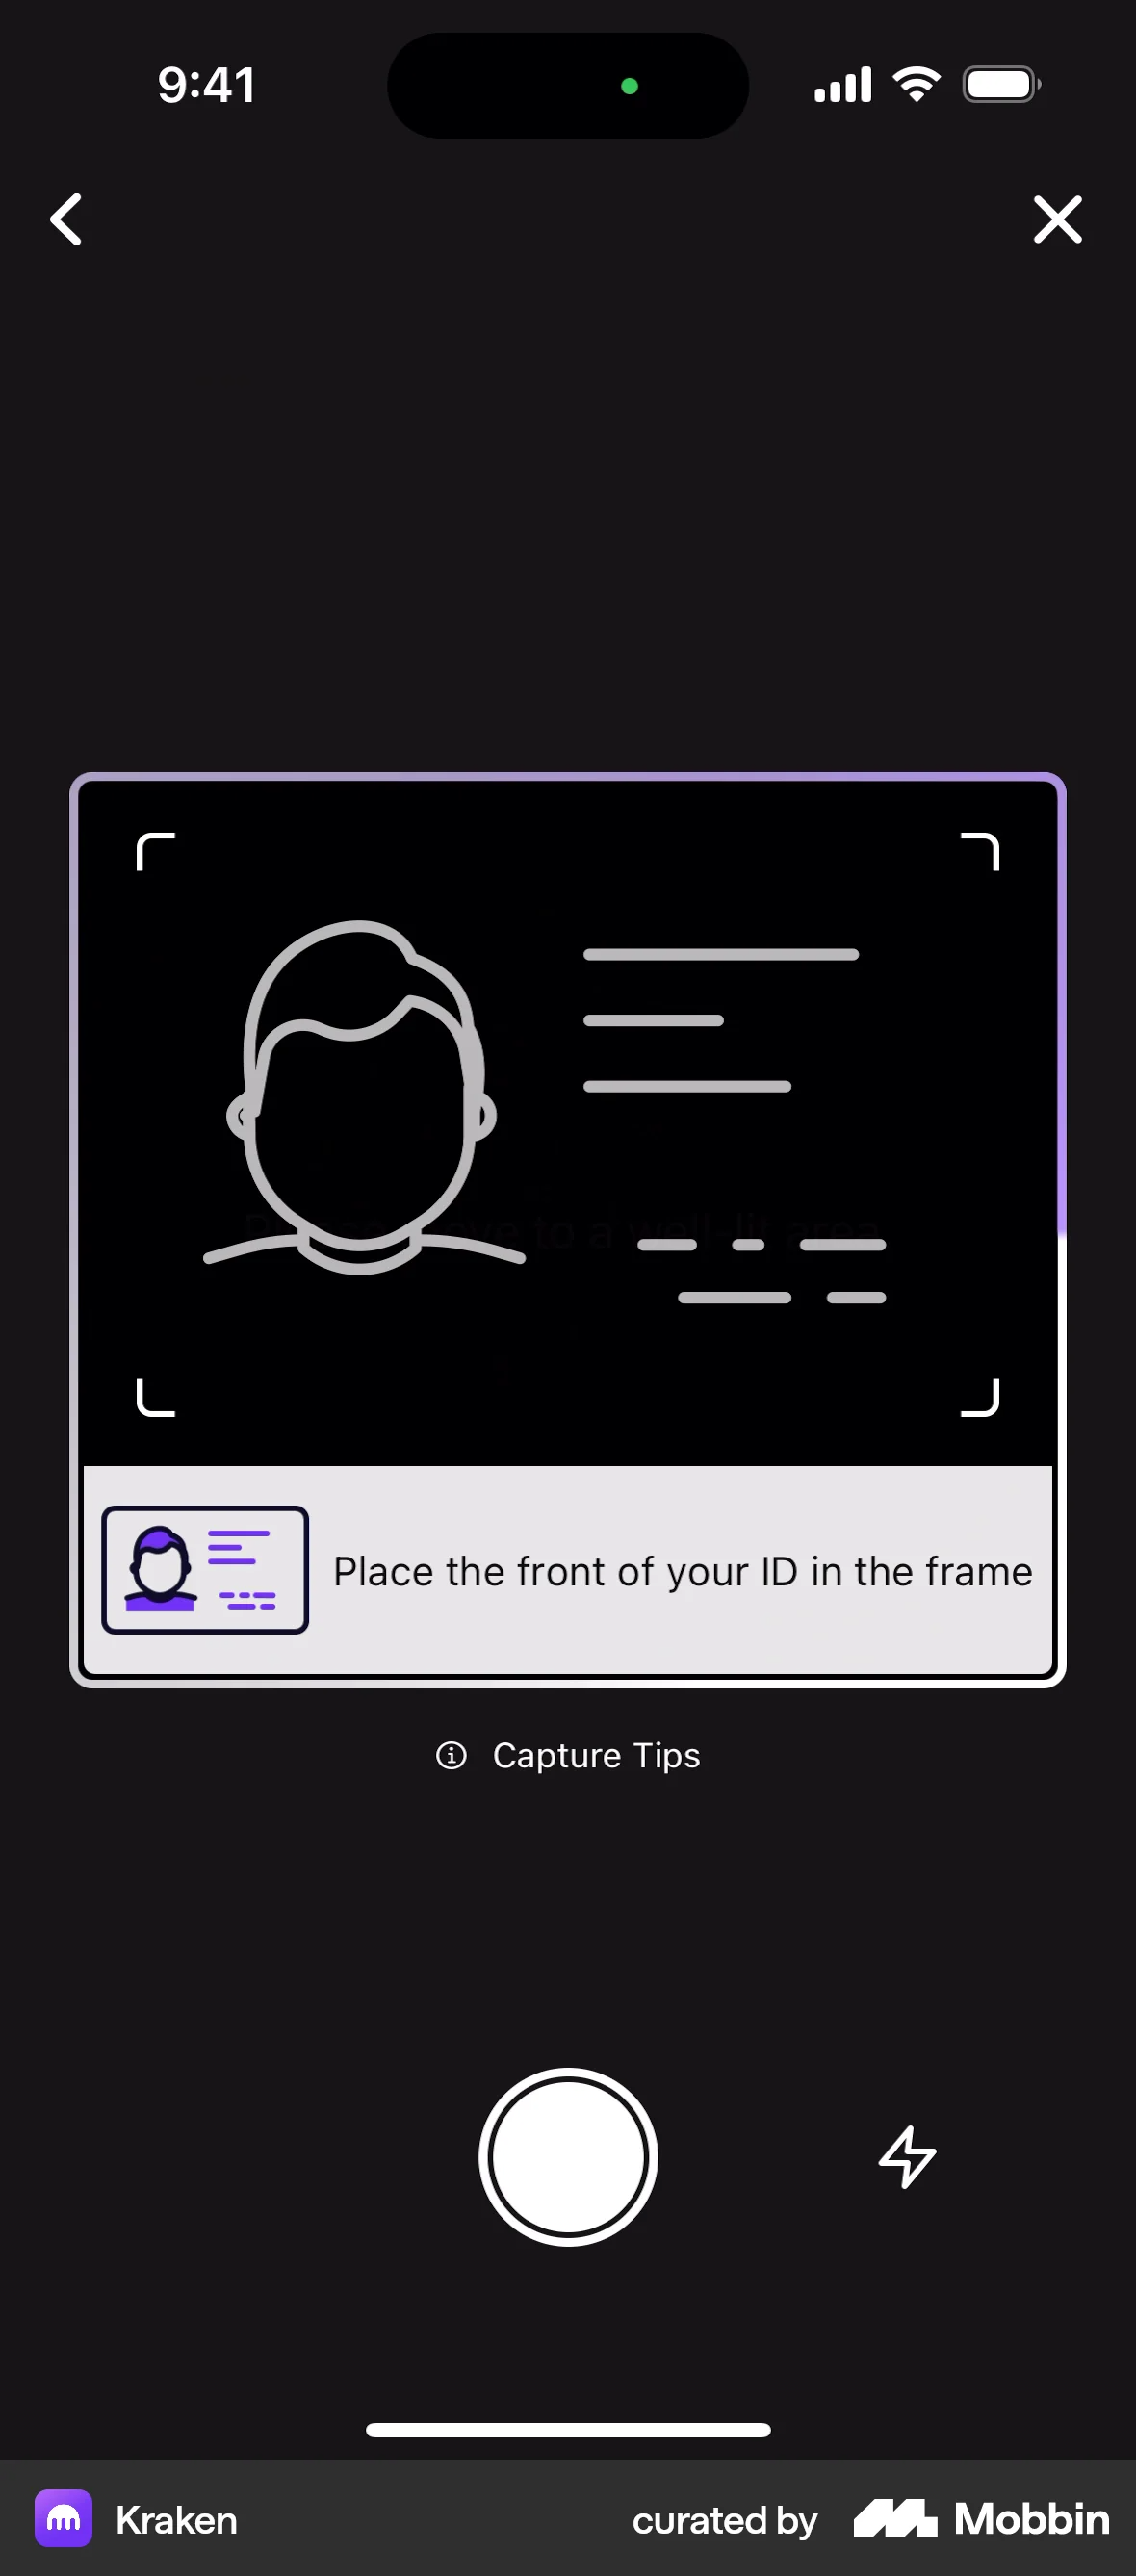 9:41
Please move to a well-lit area
Place the front of your ID in the frame
Capture Tips
Kraken
curated by Mobbin